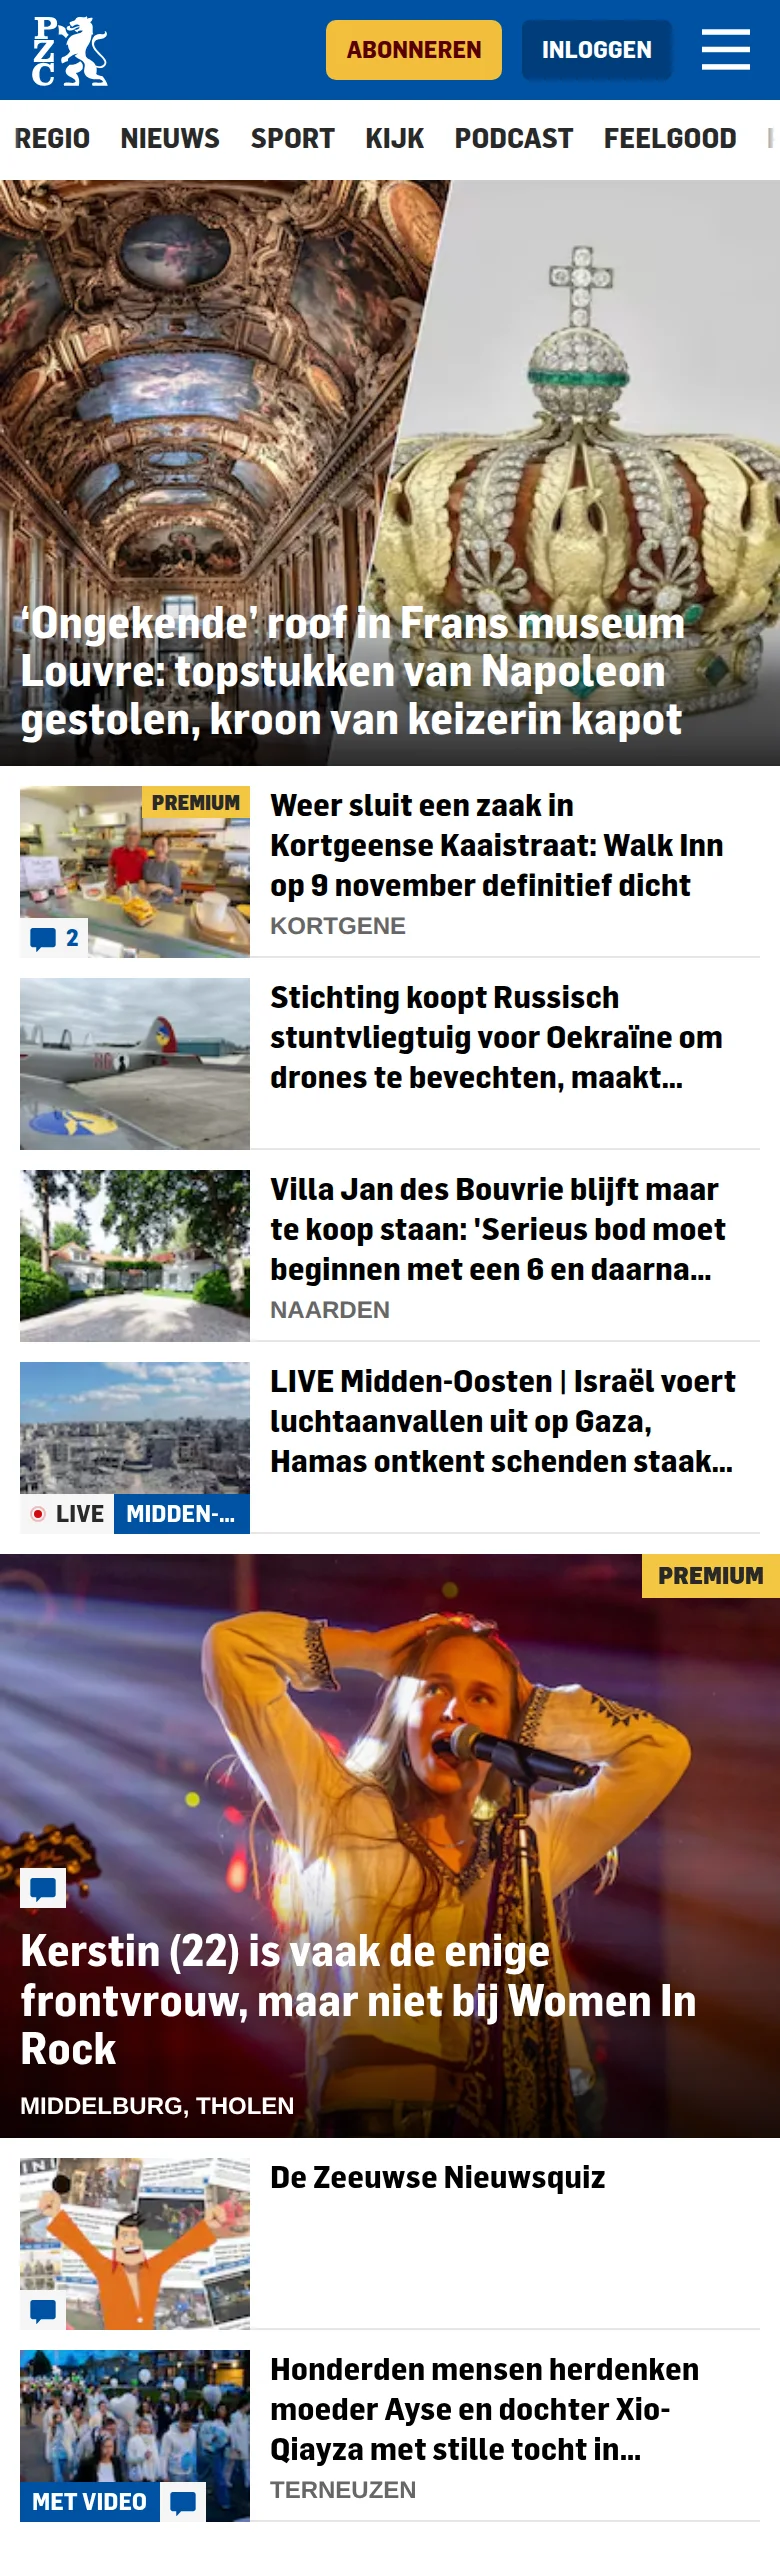 PZC
ABONNEREN
INLOGGEN
REGIO
NIEUWS
SPORT
KIJK
PODCAST
FEELGOOD
‘Ongekende’ roof in Frans museum
Louvre: topstukken van Napoleon
gestolen, kroon van keizerin kapot
PREMIUM
2
Weer sluit een zaak in
Kortgeense Kaaistraat: Walk Inn
op 9 november definitief dicht
KORTGENE
Stichting koopt Russisch
stuntvliegtuig voor Oekraïne om
drones te bevechten, maakt...
Villa Jan des Bouvrie blijft maar
te koop staan: 'Serieus bod moet
beginnen met een 6 en daarna...
NAARDEN
LIVE
MIDDEN-...
LIVE Midden-Oosten | Israël voert
luchtaanvallen uit op Gaza,
Hamas ontkent schenden staak...
PREMIUM
Kerstin (22) is vaak de enige
frontvrouw, maar niet bij Women In
Rock
MIDDELBURG, THOLEN
De Zeeuwse Nieuwsquiz
MET VIDEO
Honderden mensen herdenken
moeder Ayse en dochter Xio-
Qiayza met stille tocht in...
TERNEUZEN